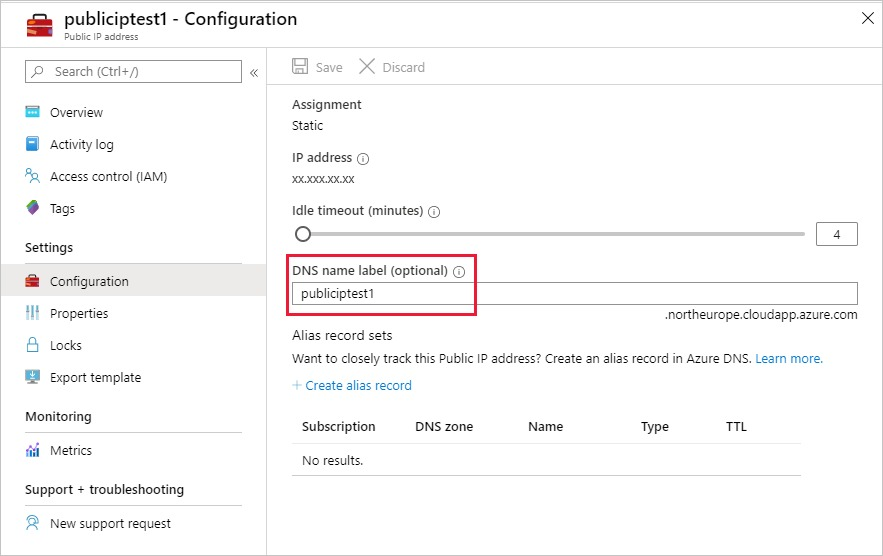 publiciptest1 - Configuration
Public IP address
Search (Ctrl+/)
«
Overview
Activity log
Access control (IAM)
Tags
Settings
Configuration
Properties
Locks
Export template
Monitoring
Metrics
Support + troubleshooting
New support request
Save Discard
Assignment
Static
IP address
xx.xxx.xx.xx
Idle timeout (minutes)
4
DNS name label (optional)
publiciptest1
.northeurope.cloudapp.azure.com
Alias record sets
Want to closely track this Public IP address? Create an alias record in Azure DNS. Learn more.
+ Create alias record
Subscription DNS zone Name Type TTL
No results.